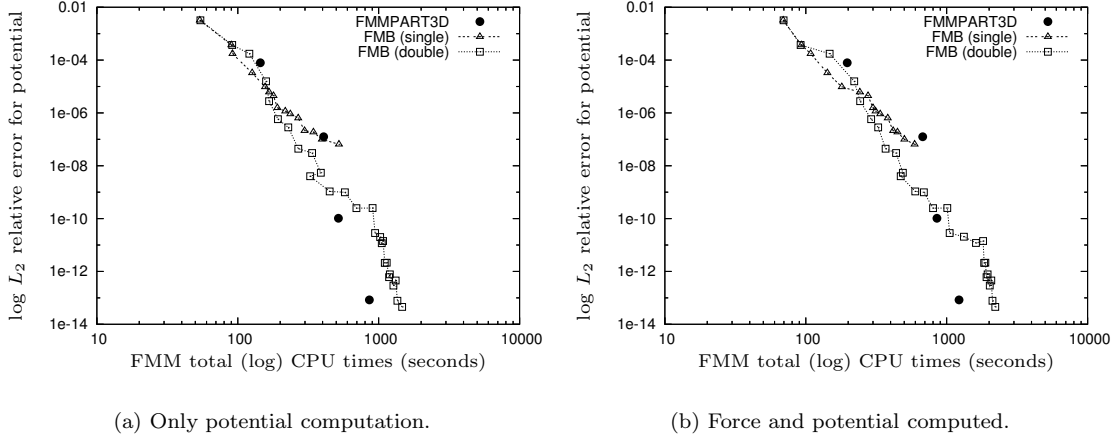 log L2 relative error for potential
0.01
1e-04
1e-06
1e-08
1e-10
1e-12
1e-14
10
100
1000
10000
FMMPART3D
FMB (single)
FMB (double)
FMM total (log) CPU times (seconds)
(a) Only potential computation.
log L2 relative error for potential
0.01
1e-04
1e-06
1e-08
1e-10
1e-12
1e-14
10
100
1000
10000
FMMPART3D
FMB (single)
FMB (double)
FMM total (log) CPU times (seconds)
(b) Force and potential computed.